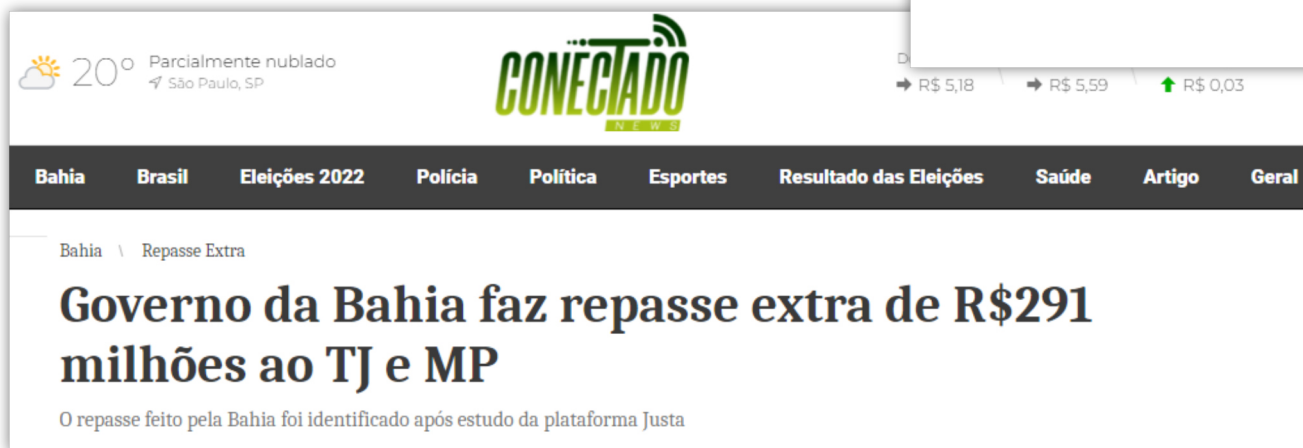 20° Parcialmente nublado
São Paulo, SP
CONECTADO
NEWS
R$ 5,18 R$ 5,59 R$ 0,03
Bahia Brasil Eleições 2022 Polícia Política Esportes Resultado das Eleições Saúde Artigo Geral
Bahia \ Repasse Extra
Governo da Bahia faz repasse extra de R$291
milhões ao TJ e MP
O repasse feito pela Bahia foi identificado após estudo da plataforma Justa